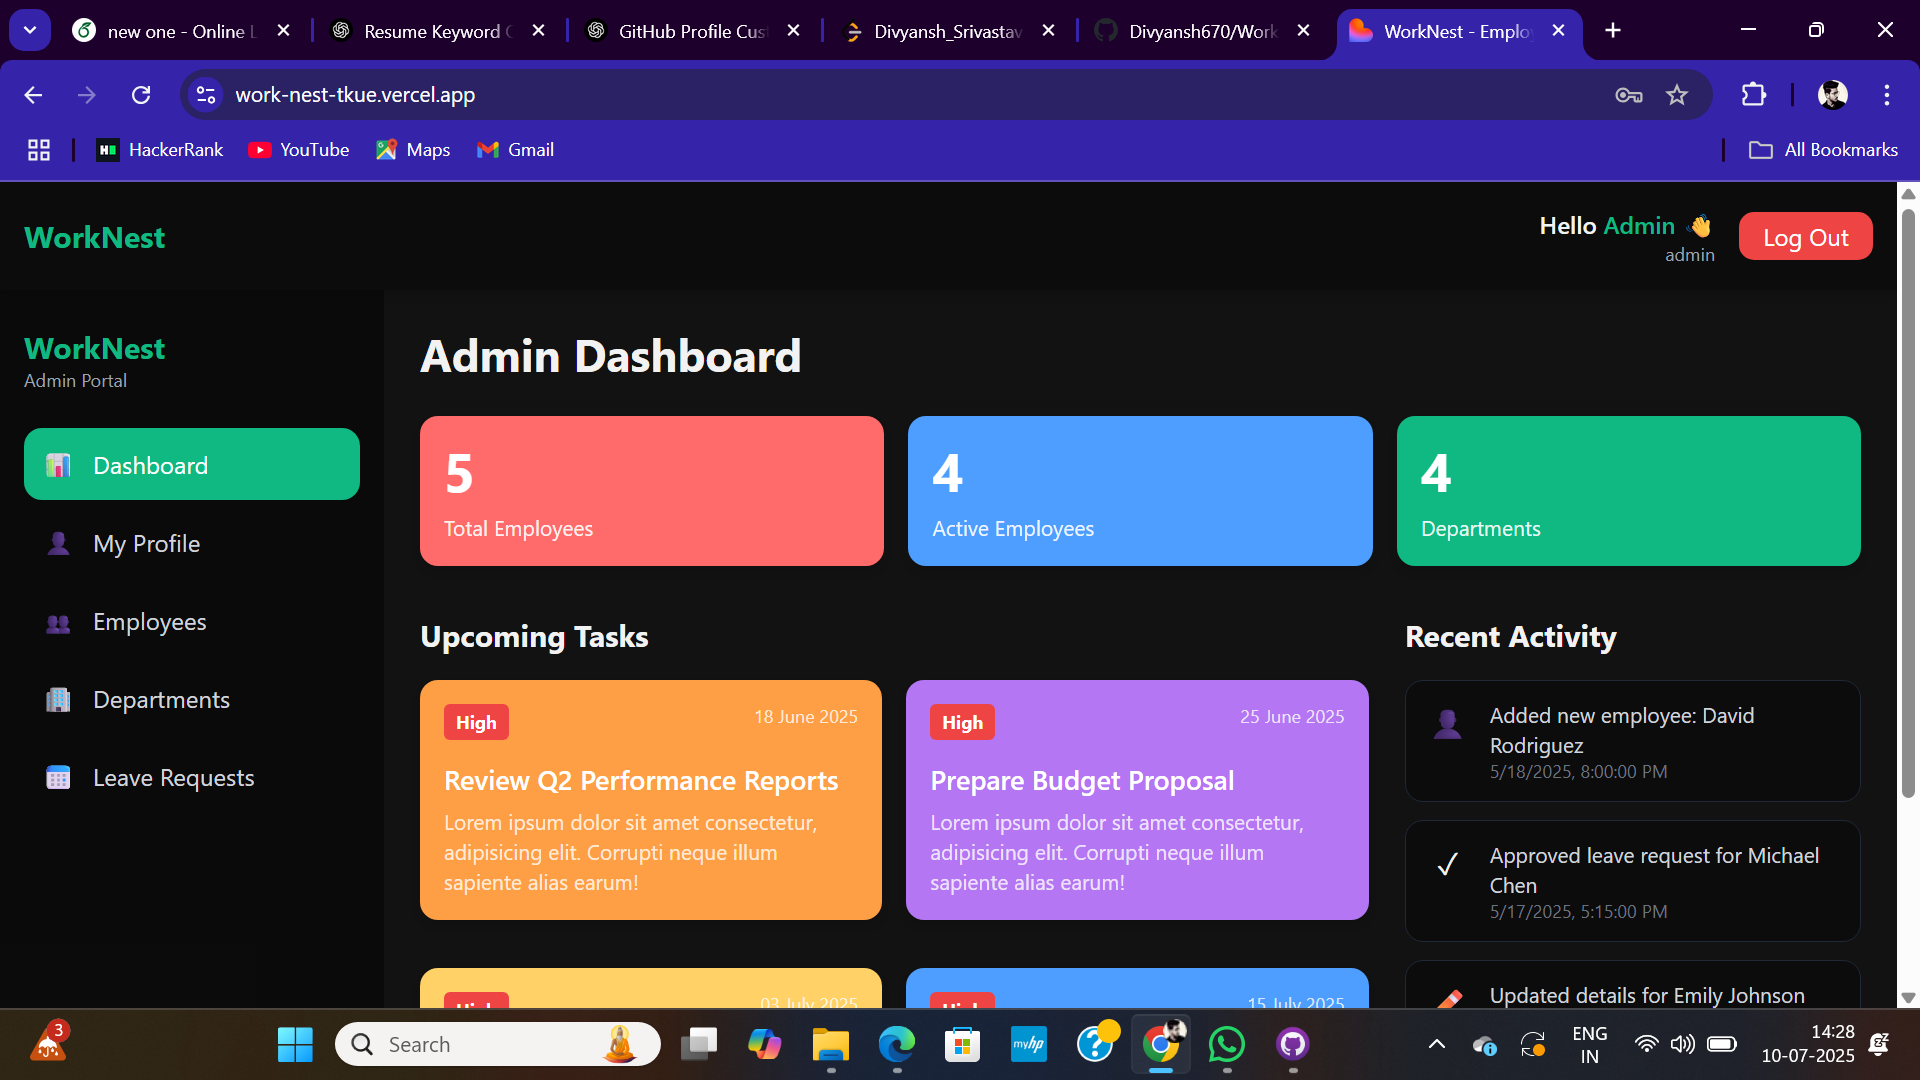 new one - Online L
Resume Keyword C
GitHub Profile Cus
Divyansh_Srivastav
Divyansh670/Work
WorkNest - Emplo
work-nest-tkue.vercel.app
HackerRank
YouTube
Maps
Gmail
All Bookmarks
WorkNest
Hello Admin 👋
admin
Log Out
WorkNest
Admin Portal
Dashboard
My Profile
Employees
Departments
Leave Requests
Admin Dashboard
5
Total Employees
4
Active Employees
4
Departments
Upcoming Tasks
High
18 June 2025
Review Q2 Performance Reports
Lorem ipsum dolor sit amet consectetur,
adipisicing elit. Corrupti neque illum
sapiente alias earum!
High
25 June 2025
Prepare Budget Proposal
Lorem ipsum dolor sit amet consectetur,
adipisicing elit. Corrupti neque illum
sapiente alias earum!
High
03 July 2025
High
15 July 2025
Recent Activity
Added new employee: David
Rodriguez
5/18/2025, 8:00:00 PM
Approved leave request for Michael
Chen
5/17/2025, 5:15:00 PM
Updated details for Emily Johnson
3
Search
myhp
ENG
IN
14:28
10-07-2025